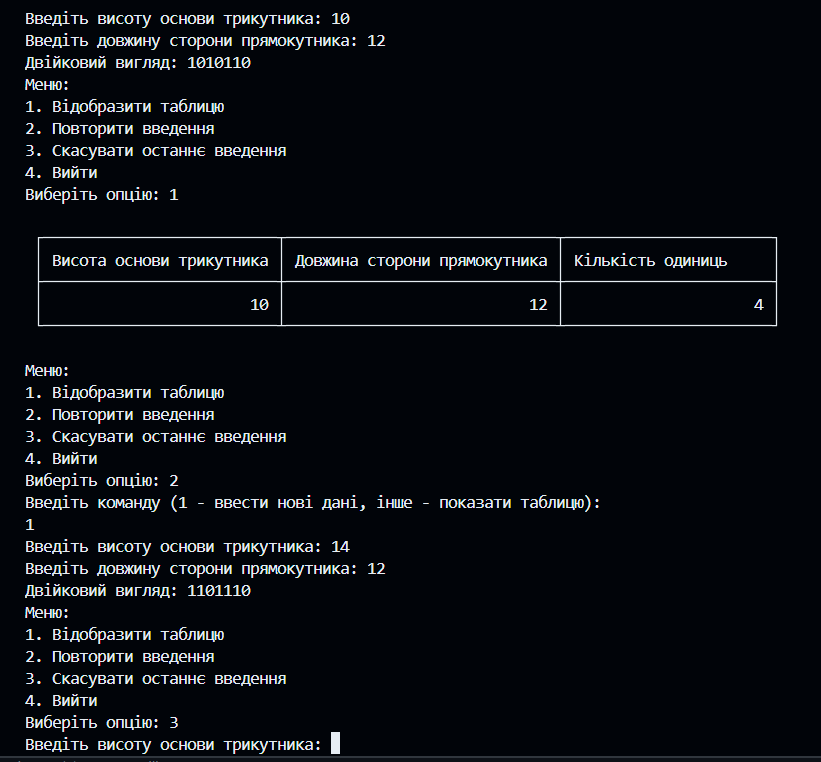 Введіть висоту основи трикутника: 10
Введіть довжину сторони прямокутника: 12
Двійковий вигляд: 1010110
Меню:
1. Відобразити таблицю
2. Повторити введення
3. Скасувати останнє введення
4. Вийти
Виберіть опцію: 1
Висота основи трикутника Довжина сторони прямокутника Кількість одиниць
10 12 4
Меню:
1. Відобразити таблицю
2. Повторити введення
3. Скасувати останнє введення
4. Вийти
Виберіть опцію: 2
Введіть команду (1 - ввести нові дані, інше - показати таблицю):
1
Введіть висоту основи трикутника: 14
Введіть довжину сторони прямокутника: 12
Двійковий вигляд: 1101110
Меню:
1. Відобразити таблицю
2. Повторити введення
3. Скасувати останнє введення
4. Вийти
Виберіть опцію: 3
Введіть висоту основи трикутника: